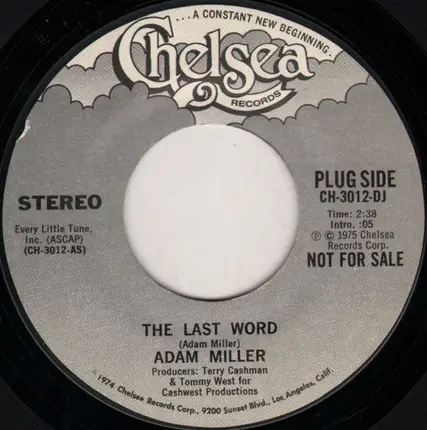 ...A CONSTANT NEW BEGINNING.
Chelsea
RECORDS
STEREO
Every Little Tune,
Inc. (ASCAP)
(CH-3012-AS)
PLUG SIDE
CH-3012-DJ
Time: 2:38
Intro. :05
Ⓟ © 1975 Chelsea
Records Corp.
NOT FOR SALE
THE LAST WORD
(Adam Miller)
ADAM MILLER
Producers: Terry Cashman
& Tommy West for
Cashwest Productions
1974 Chelsea Records Corp., 9200 Sunset Blvd., Los Angeles, Calif.